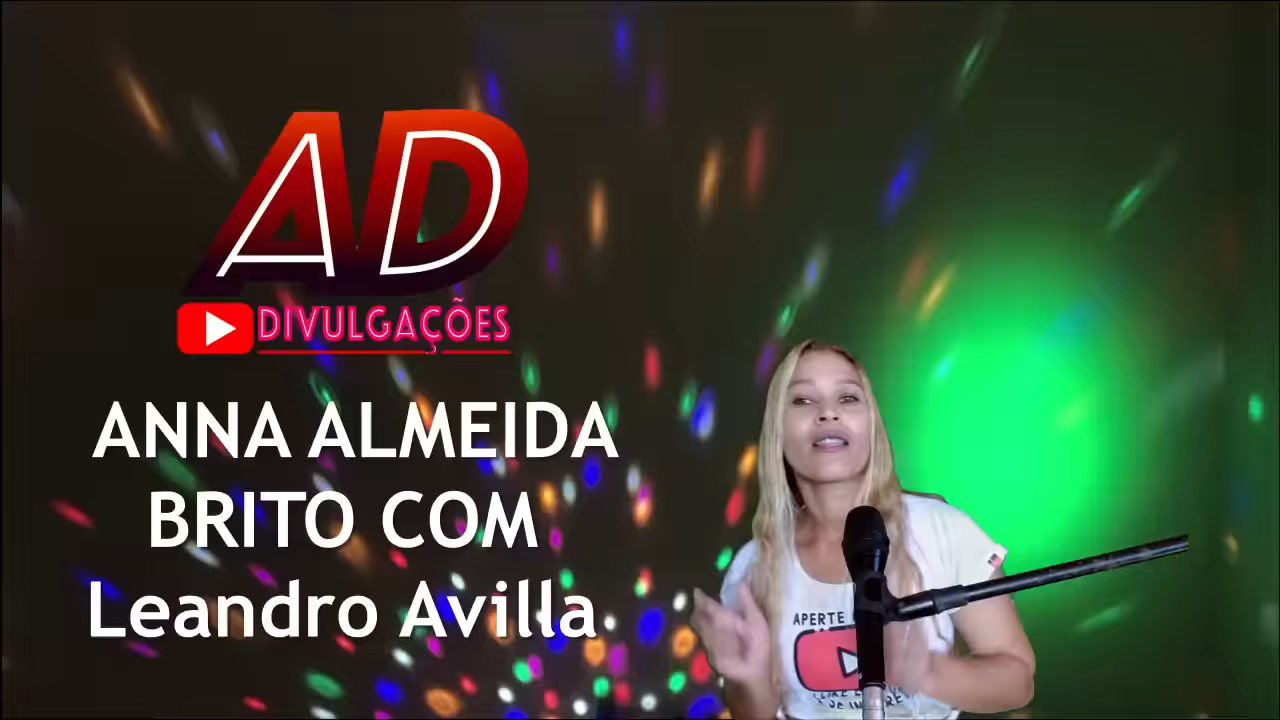 AD
DIVULGAÇÕES
ANNA ALMEIDA
BRITO COM
Leandro Avilla
APERTE